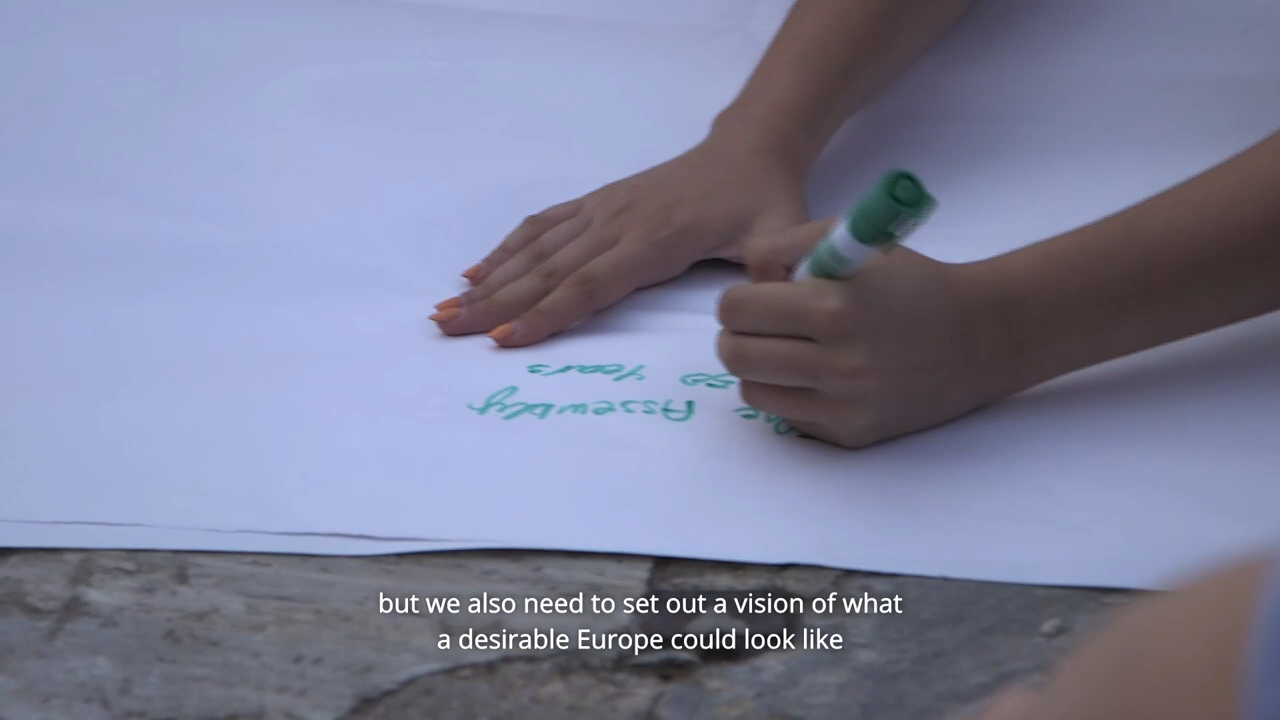 Assembly
Years
but we also need to set out a vision of what
a desirable Europe could look like